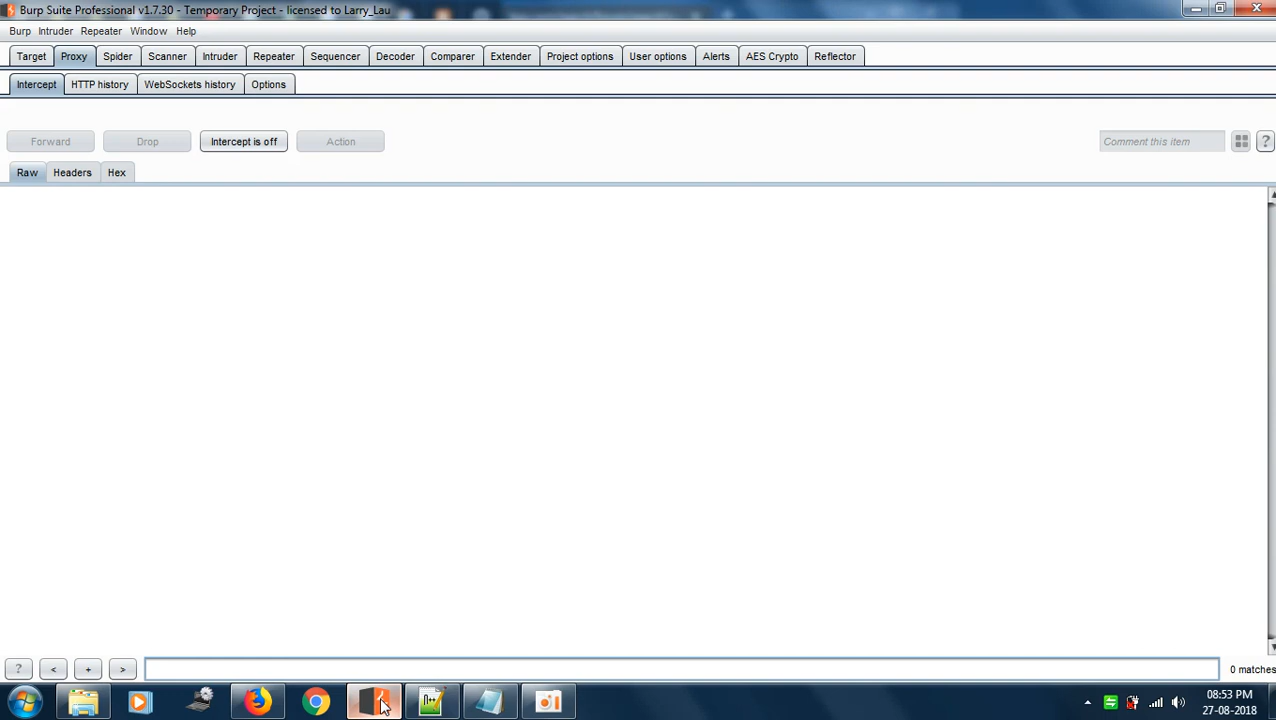 Burp Suite Professional v1.7.30 - Temporary Project - licensed to Larry_Lau
Burp Intruder Repeater Window Help
Target Proxy Spider Scanner Intruder Repeater Sequencer Decoder Comparer Extender Project options User options Alerts AES Crypto Reflector
Intercept HTTP history WebSockets history Options
Forward Drop Intercept is off Action Comment this item ?
Raw Headers Hex
? < + > 0 matches
08:53 PM
27-08-2018